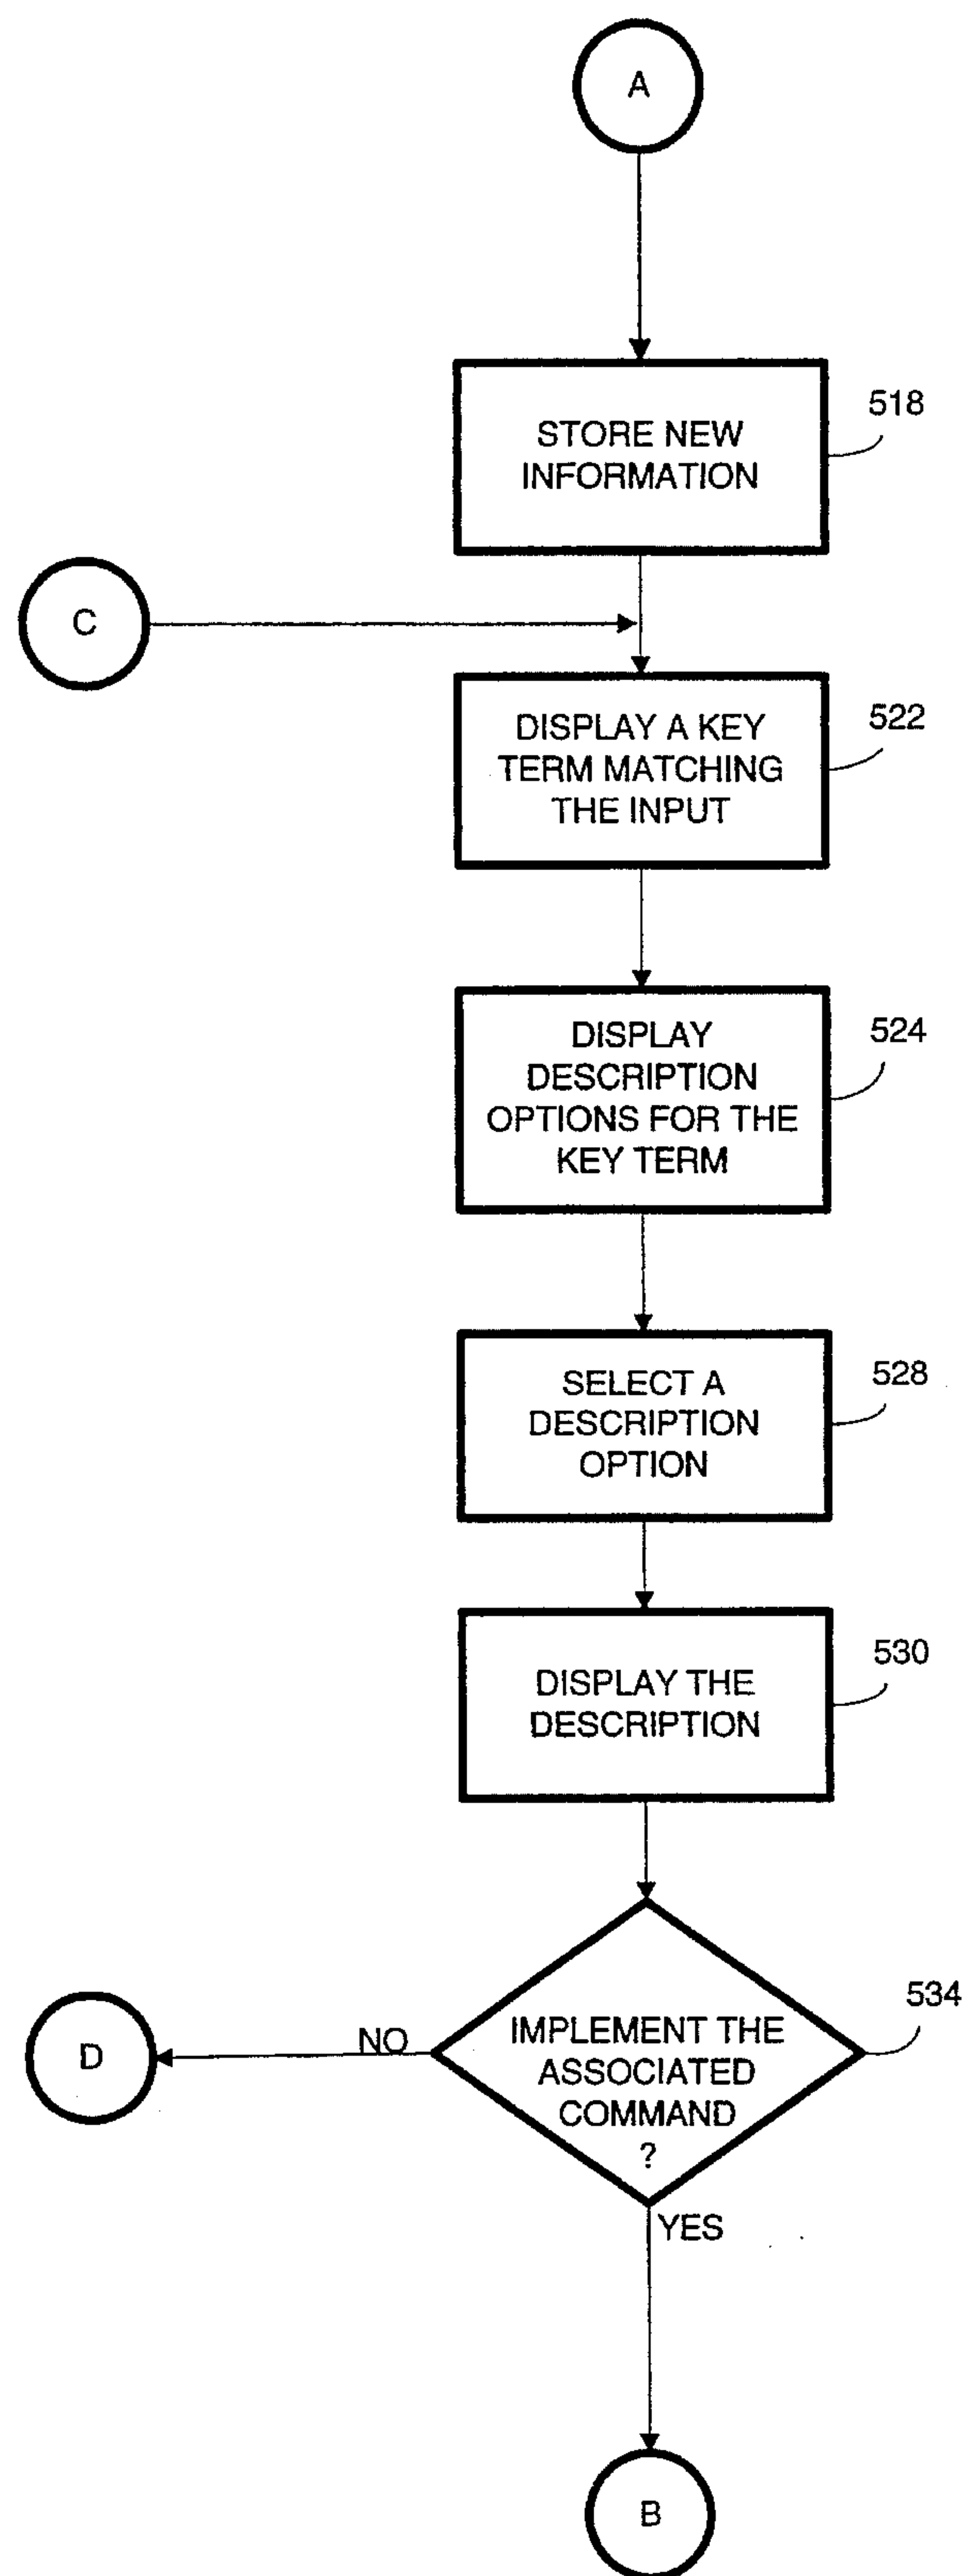 A
STORE NEW
INFORMATION
518
C
DISPLAY A KEY
TERM MATCHING
THE INPUT
522
DISPLAY
DESCRIPTION
OPTIONS FOR THE
KEY TERM
524
SELECT A
DESCRIPTION
OPTION
528
DISPLAY THE
DESCRIPTION
530
IMPLEMENT THE
ASSOCIATED
COMMAND
?
534
NO
D
YES
B